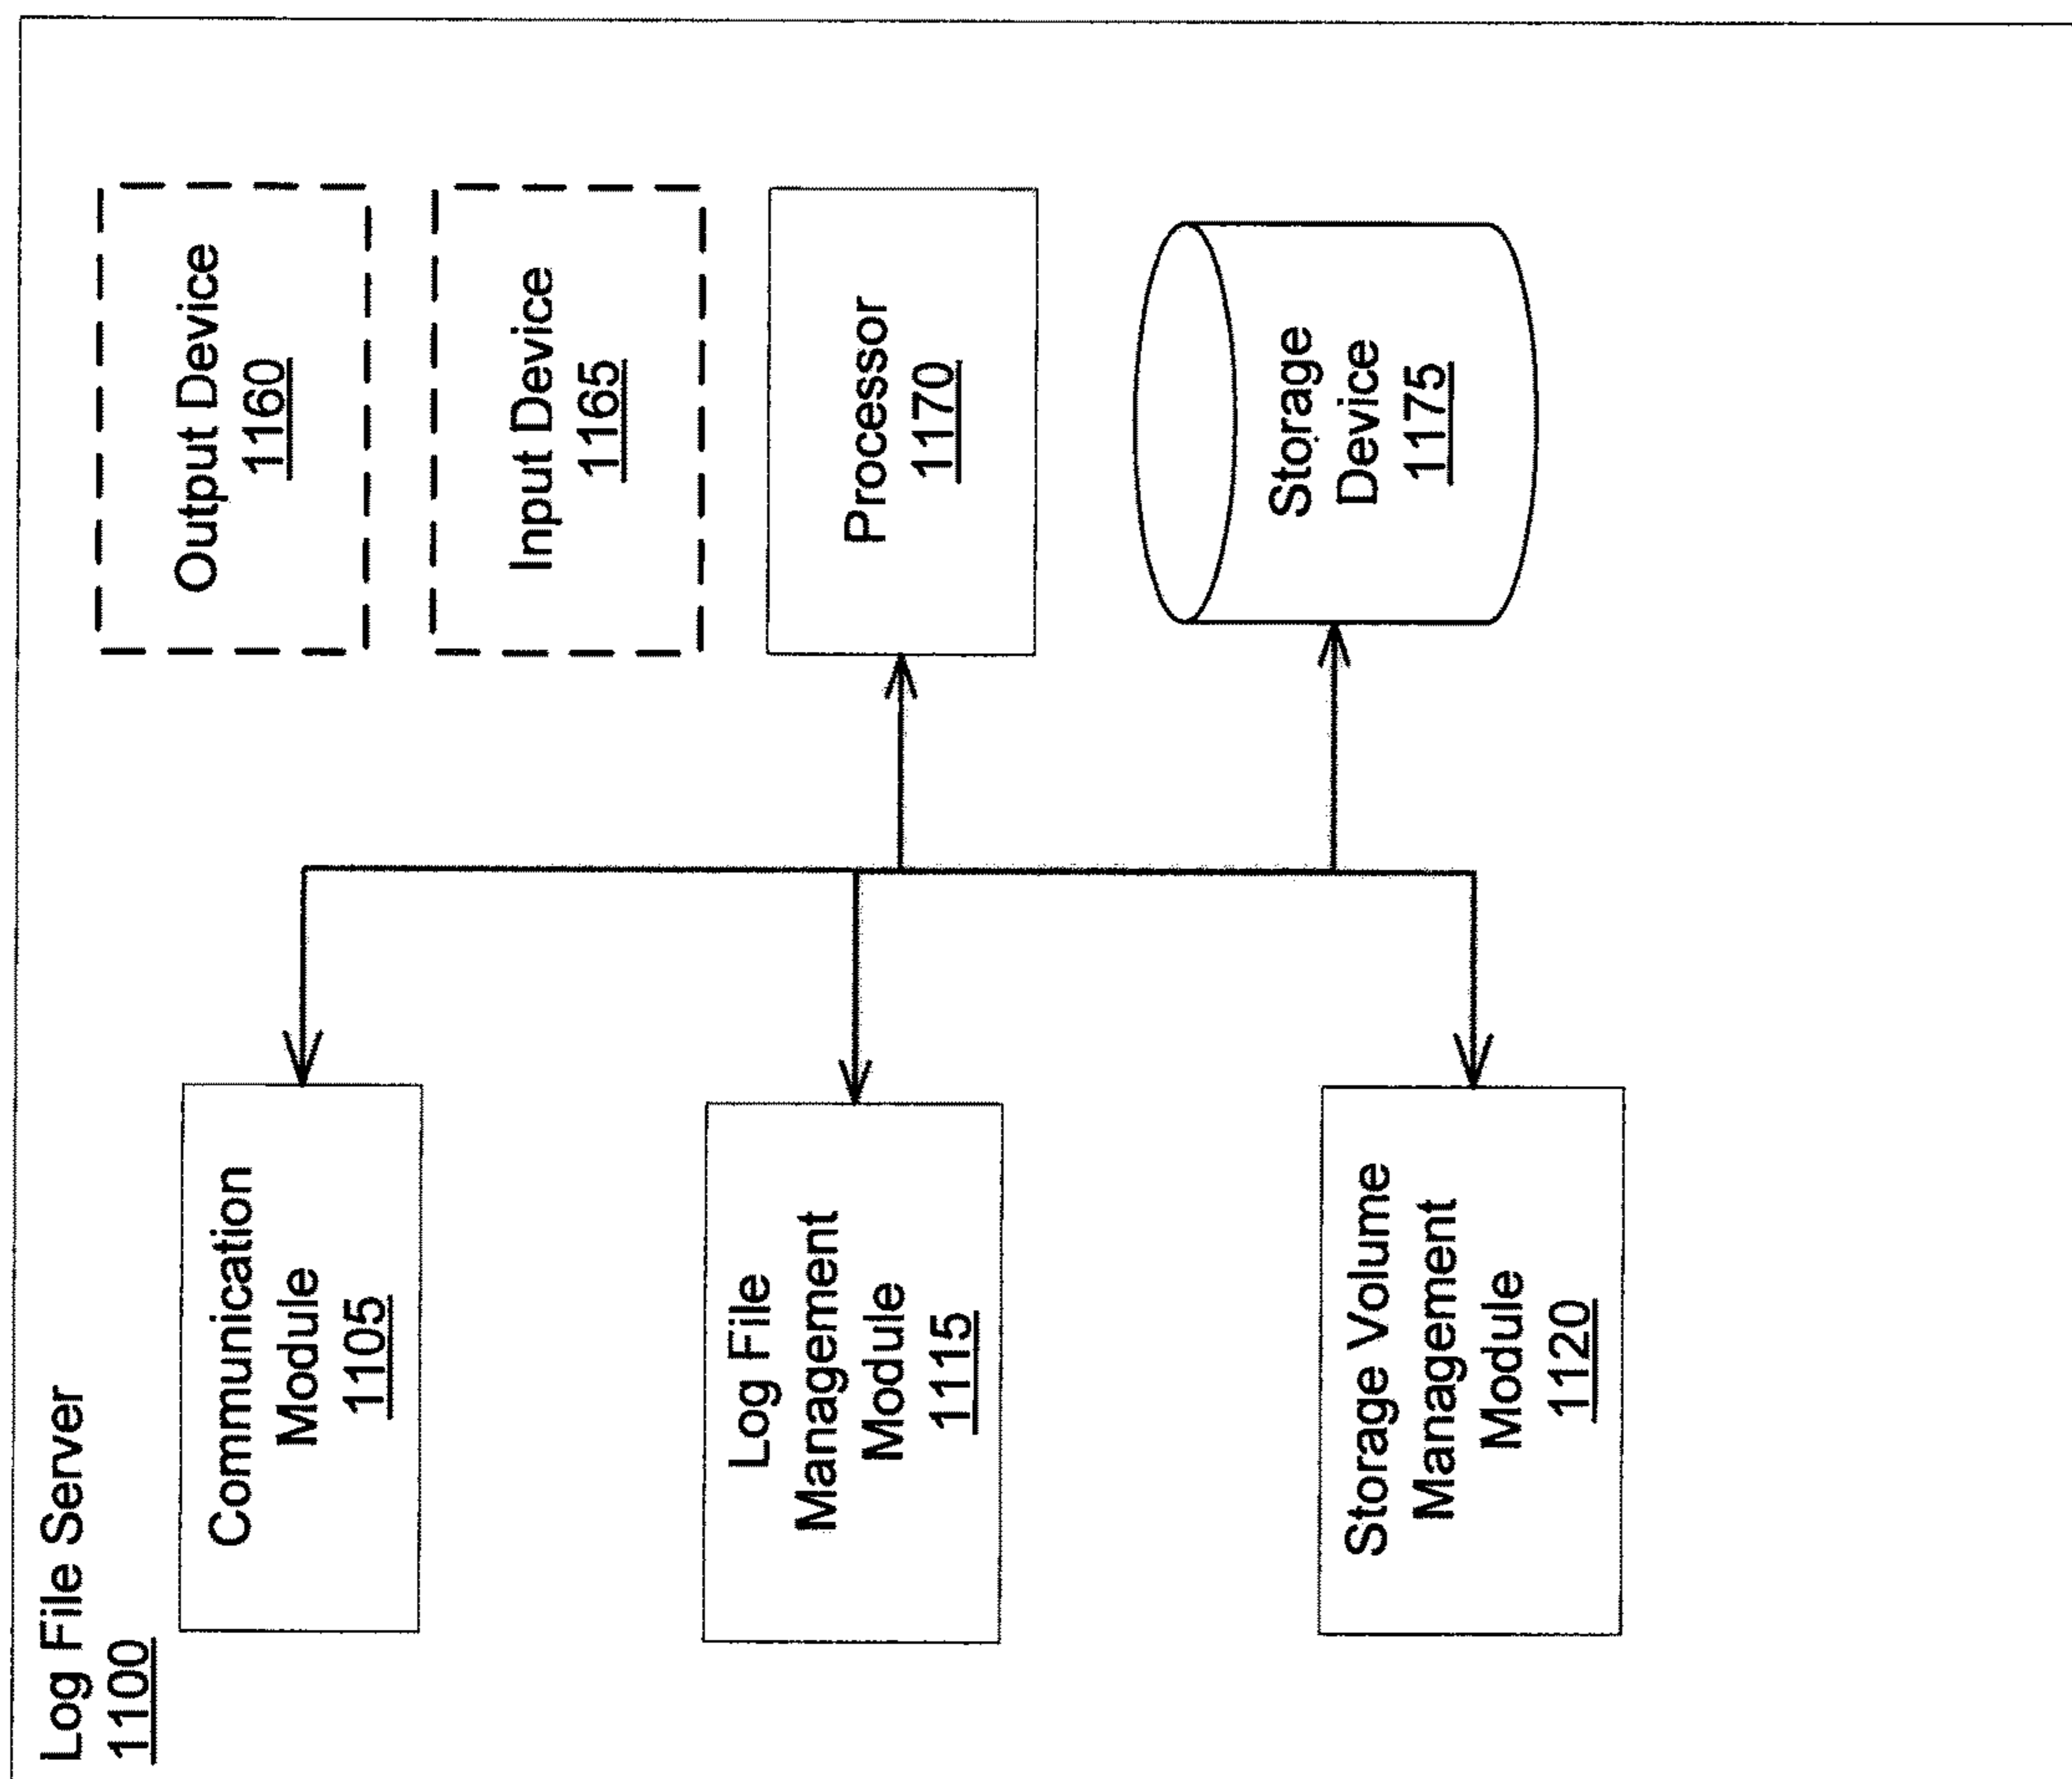 Log File Server
1100
Communication
Module
1105
Log File
Management
Module
1115
Storage Volume
Management
Module
1120
Output Device
1160
Input Device
1165
Processor
1170
Storage
Device
1175